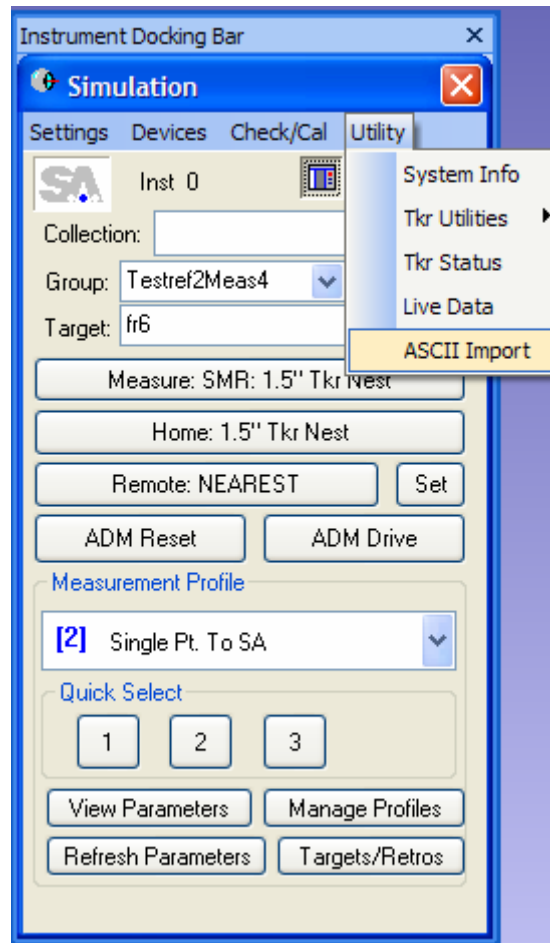 Instrument Docking Bar
Simulation
Settings Devices Check/Cal Utility
SA Inst 0
System Info
Tkr Utilities
Tkr Status
Live Data
ASCII Import
Collection:
Group: Testref2Meas4
Target: fr6
Measure: SMR: 1.5" Tkr Nest
Home: 1.5" Tkr Nest
Remote: NEAREST Set
ADM Reset ADM Drive
Measurement Profile
[2] Single Pt. To SA
Quick Select
1 2 3
View Parameters Manage Profiles
Refresh Parameters Targets/Retros